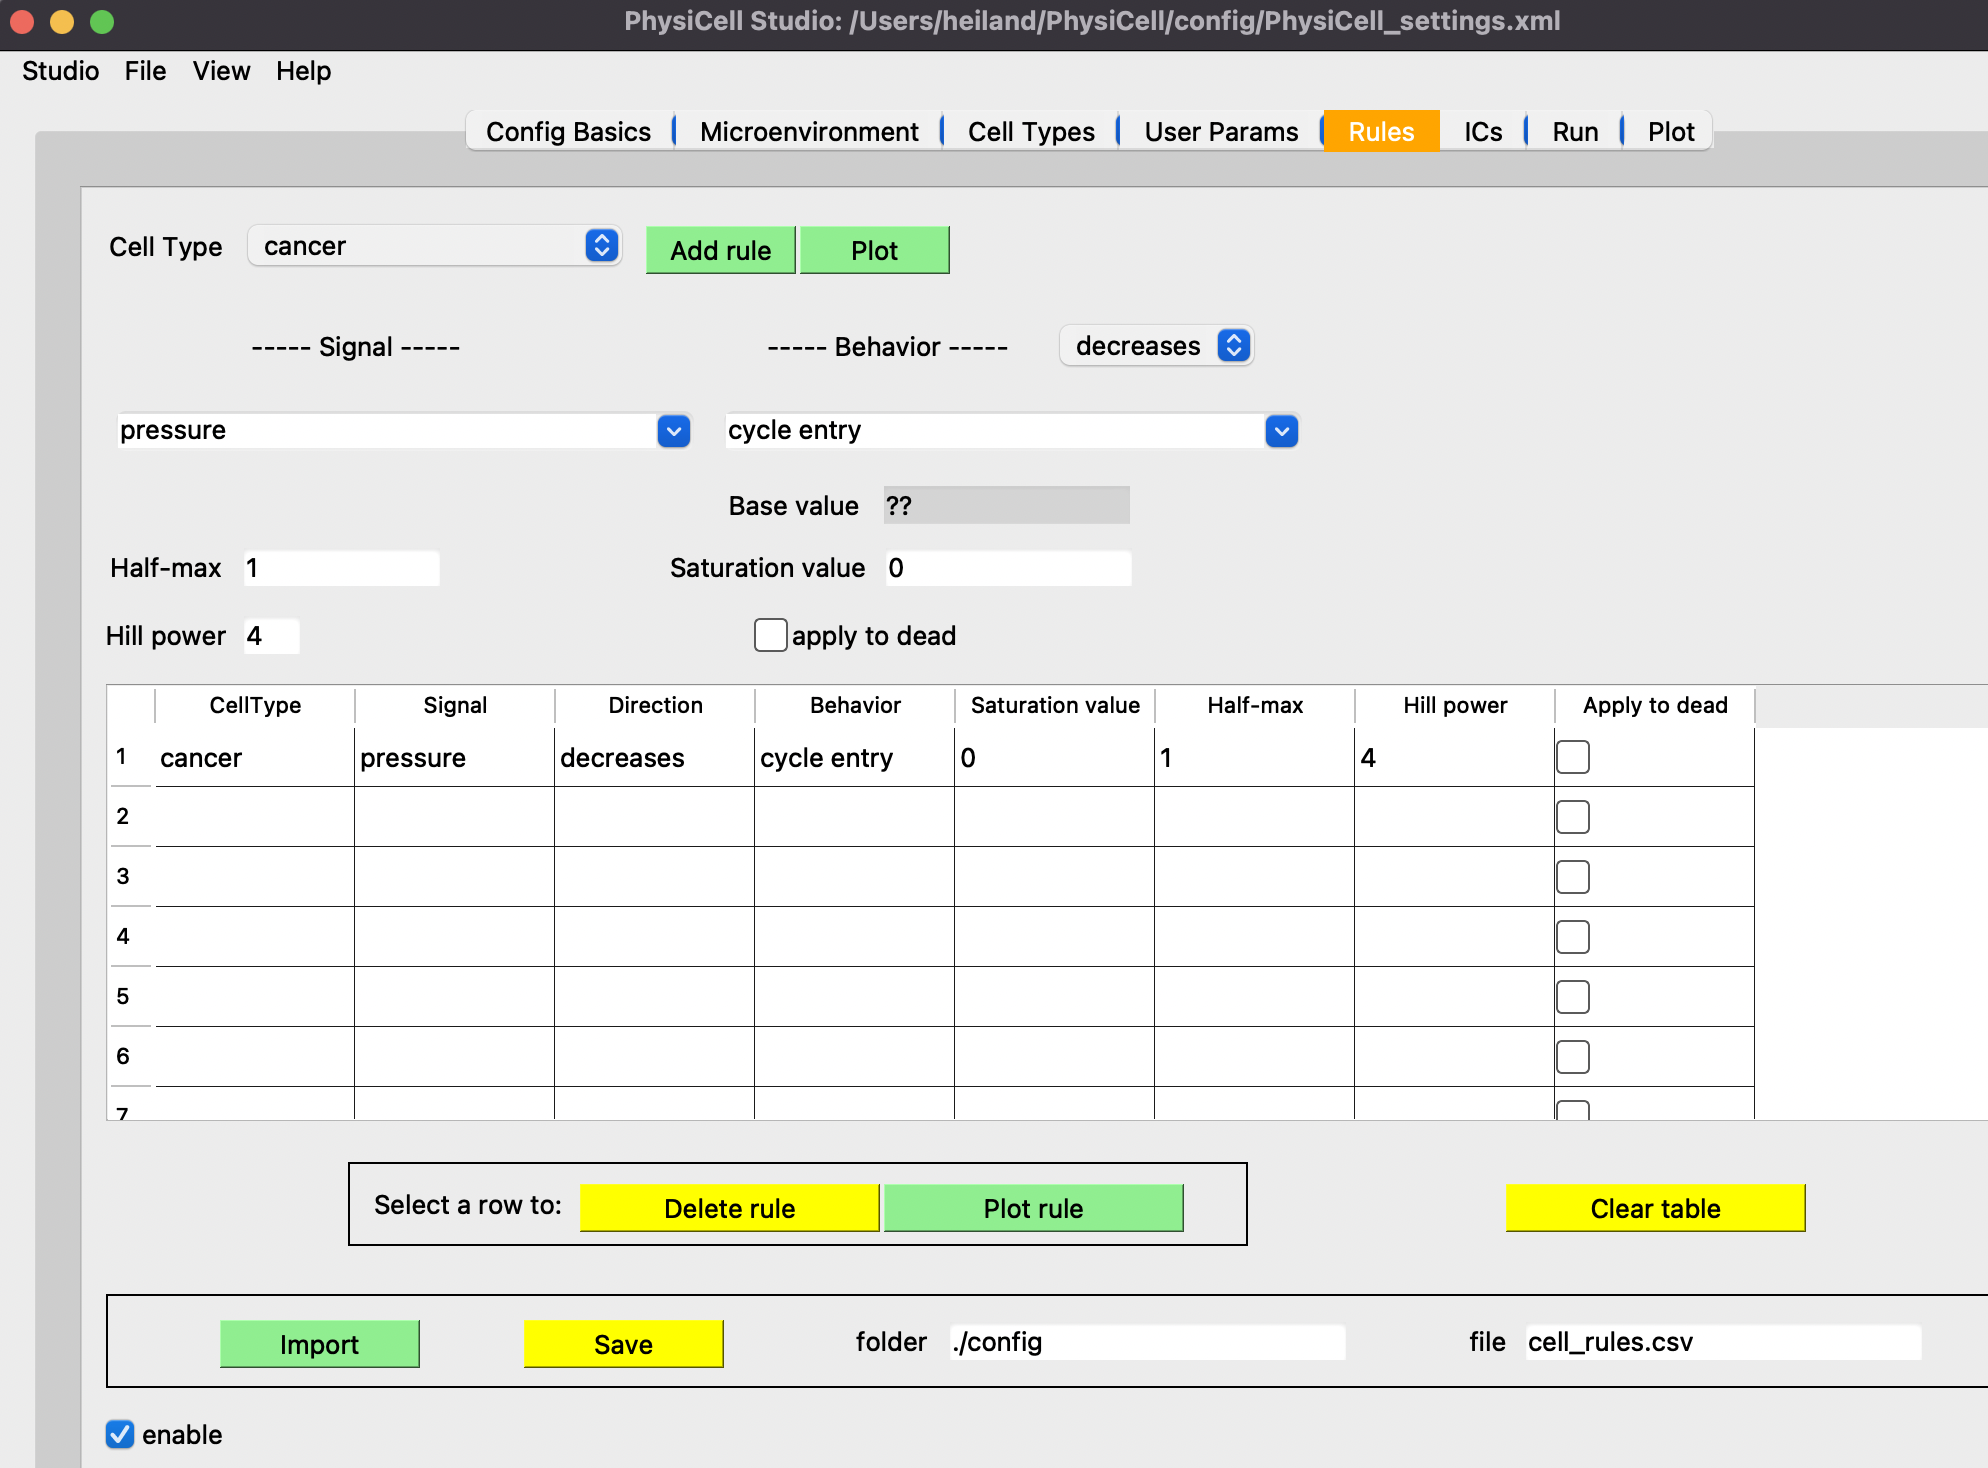 PhysiCell Studio: /Users/heiland/PhysiCell/config/PhysiCell_settings.xml
Studio File View Help
Config Basics Microenvironment Cell Types User Params Rules ICs Run Plot
Cell Type cancer Add rule Plot
----- Signal ----- ----- Behavior ----- decreases
pressure cycle entry
Base value ??
Half-max 1 Saturation value 0
Hill power 4 apply to dead
CellType Signal Direction Behavior Saturation value Half-max Hill power Apply to dead
1 cancer pressure decreases cycle entry 0 1 4
2
3
4
5
6
7
Select a row to: Delete rule Plot rule Clear table
Import Save folder ./config file cell_rules.csv
enable